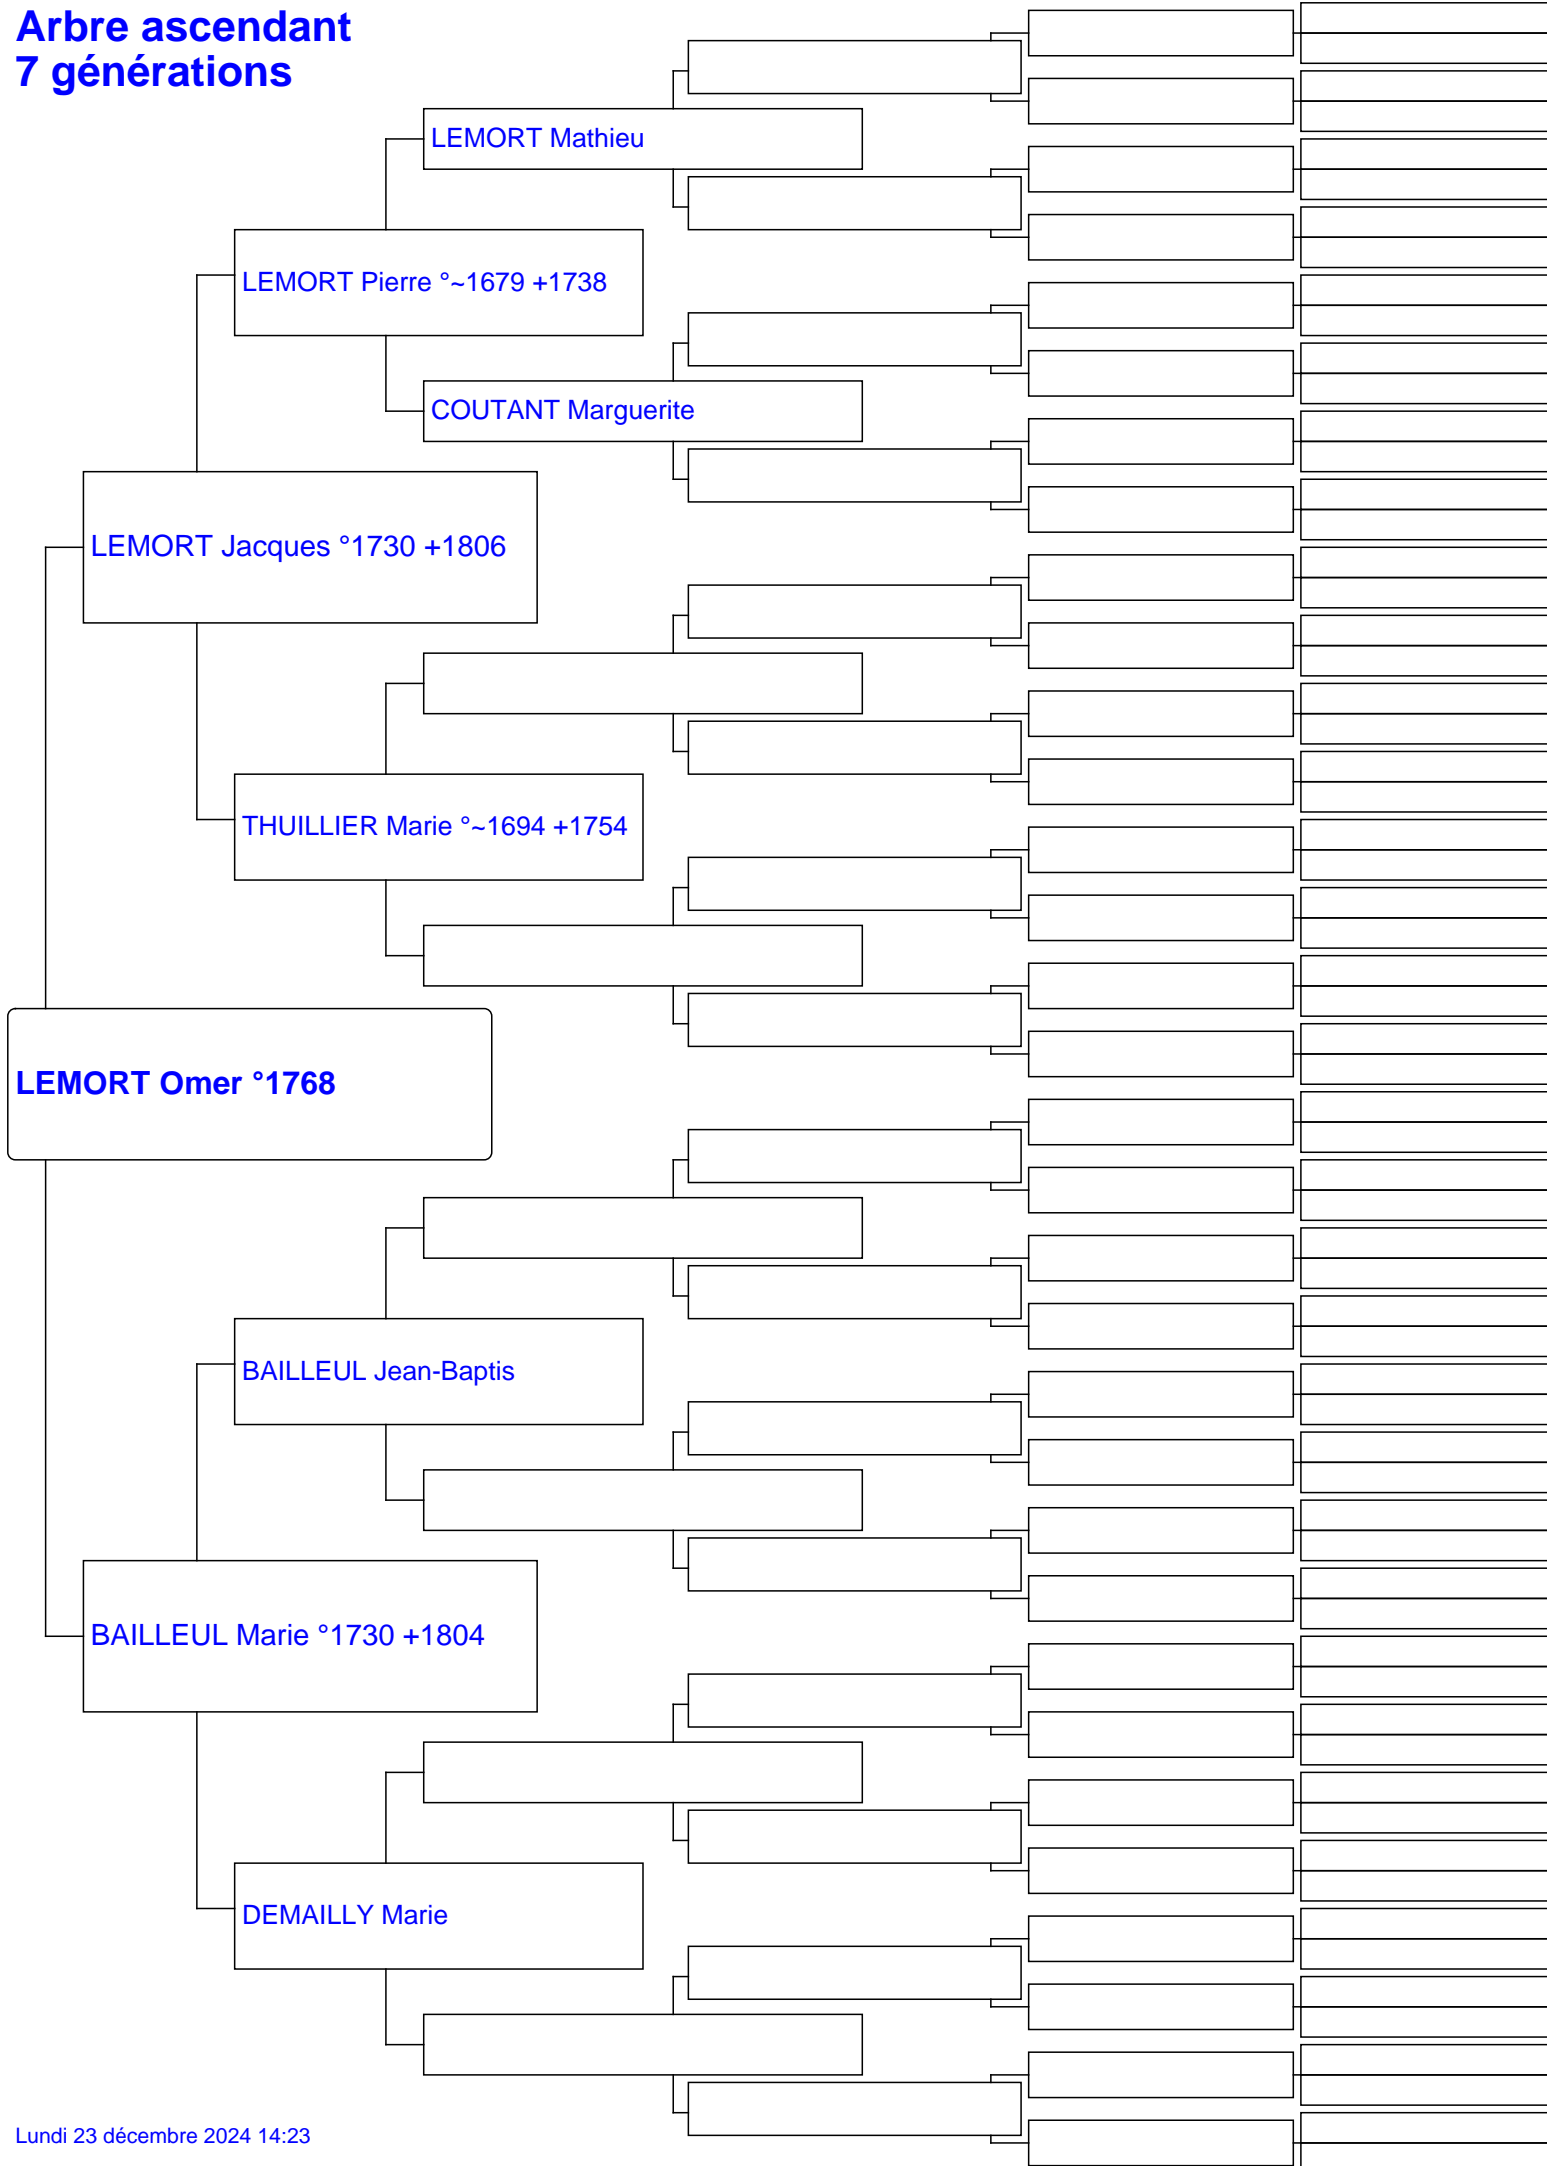 Arbre ascendant
7 générations
LEMORT Mathieu
LEMORT Pierre °~1679 +1738
COUTANT Marguerite
LEMORT Jacques °1730 +1806
THUILLIER Marie °~1694 +1754
LEMORT Omer °1768
BAILLEUL Jean-Baptis
BAILLEUL Marie °1730 +1804
DEMAILLY Marie
Lundi 23 décembre 2024 14:23